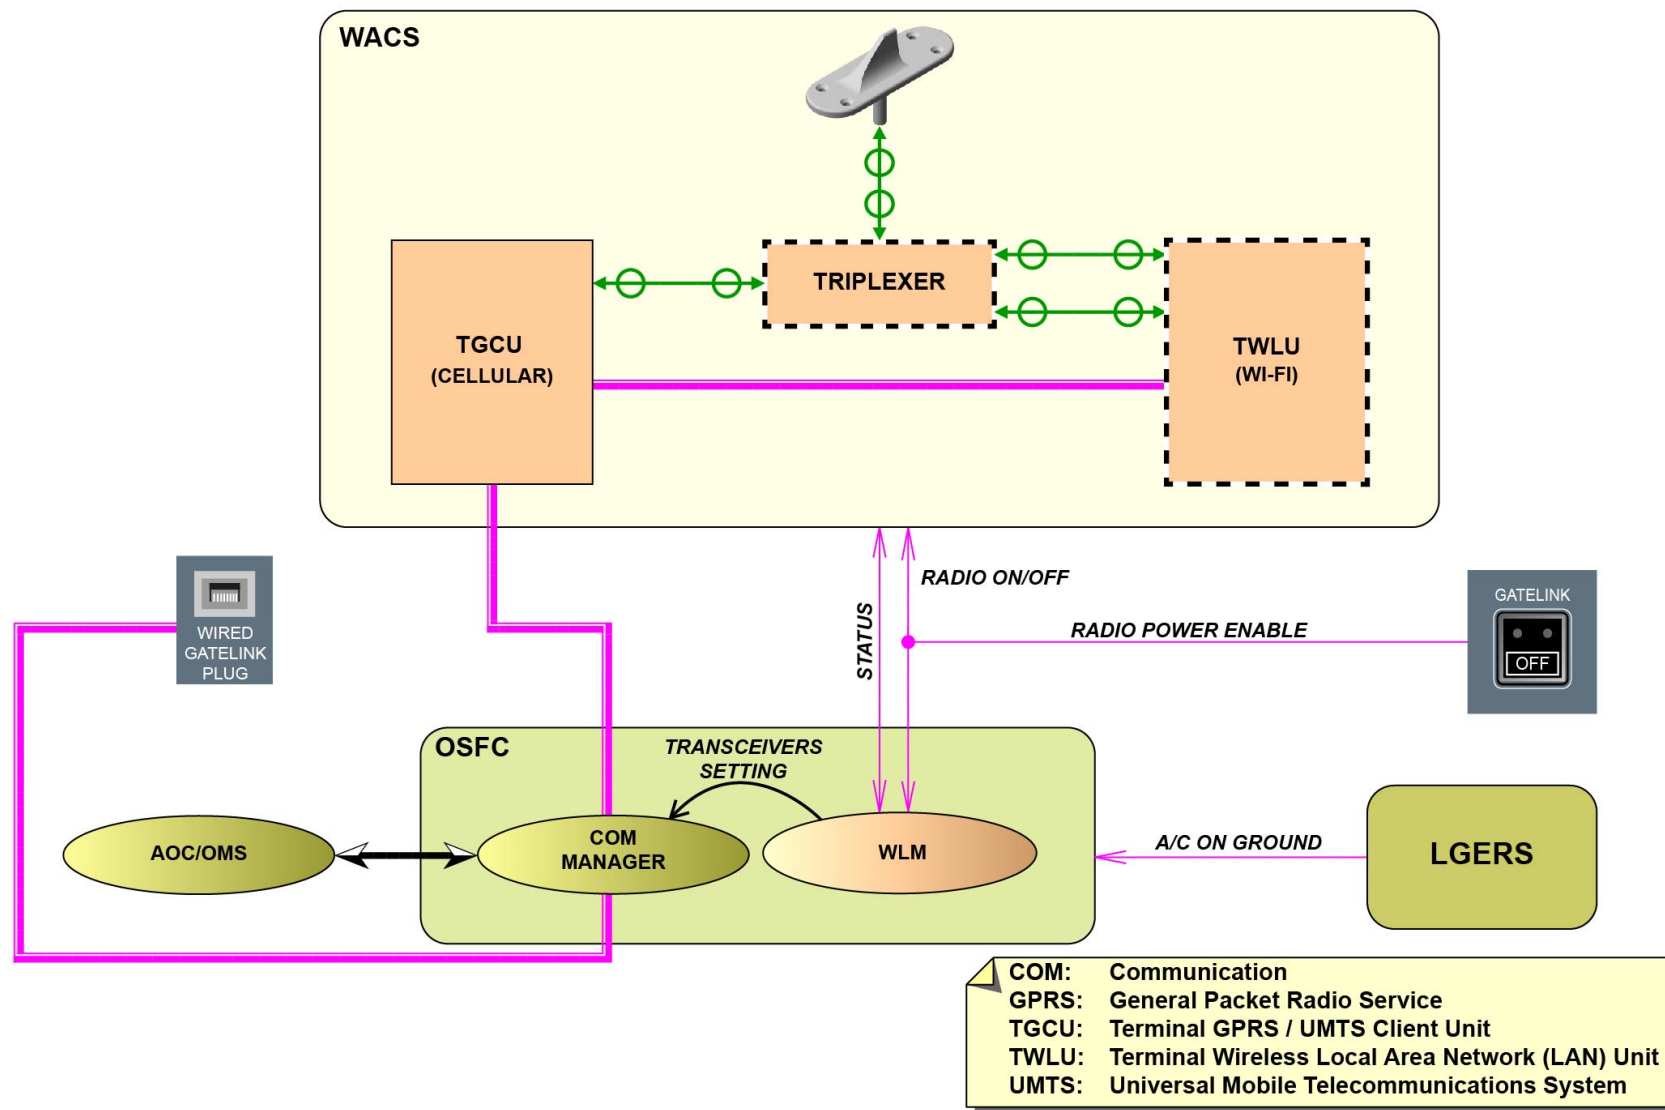 WACS
TRIPLEXER
TGCU
(CELLULAR)
TWLU
(WI-FI)
RADIO ON/OFF
STATUS
RADIO POWER ENABLE
GATELINK
OFF
WIRED
GATELINK
PLUG
OSFC
TRANSCEIVERS
SETTING
AOC/OMS
COM
MANAGER
WLM
A/C ON GROUND
LGERS
COM: Communication
GPRS: General Packet Radio Service
TGCU: Terminal GPRS / UMTS Client Unit
TWLU: Terminal Wireless Local Area Network (LAN) Unit
UMTS: Universal Mobile Telecommunications System